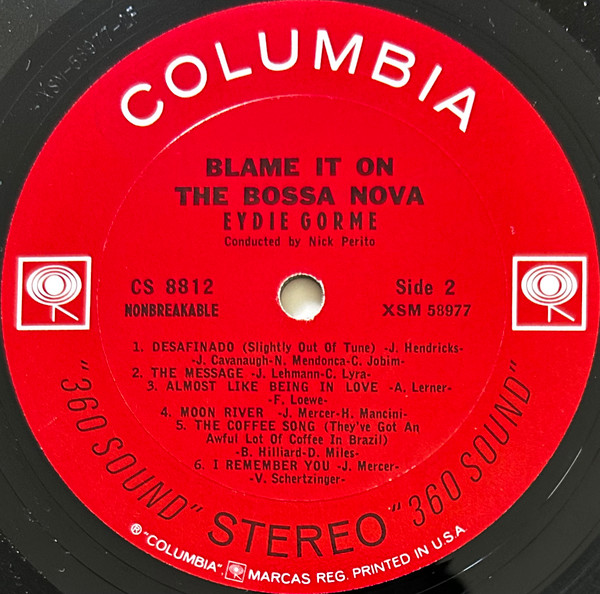 COLUMBIA
BLAME IT ON
THE BOSSA NOVA
EYDIE GORME
Conducted by Nick Perito
CS 8812
NONBREAKABLE
Side 2
XSM 58977
1. DESAFINADO (Slightly Out Of Tune) -J. Hendricks-
-J. Cavanaugh-N. Mendonca-C. Jobim-
2. THE MESSAGE -J. Lehmann-C. Lyra-
3. ALMOST LIKE BEING IN LOVE -A. Lerner-
-F. Loewe-
4. MOON RIVER -J. Mercer-H. Mancini-
5. THE COFFEE SONG (They've Got An
Awful Lot Of Coffee In Brazil)
-B. Hilliard-D. Miles-
6. I REMEMBER YOU -J. Mercer-
-V. Schertzinger-
"360 SOUND" STEREO "360 SOUND"
® "COLUMBIA", MARCAS REG. PRINTED IN U.S.A.